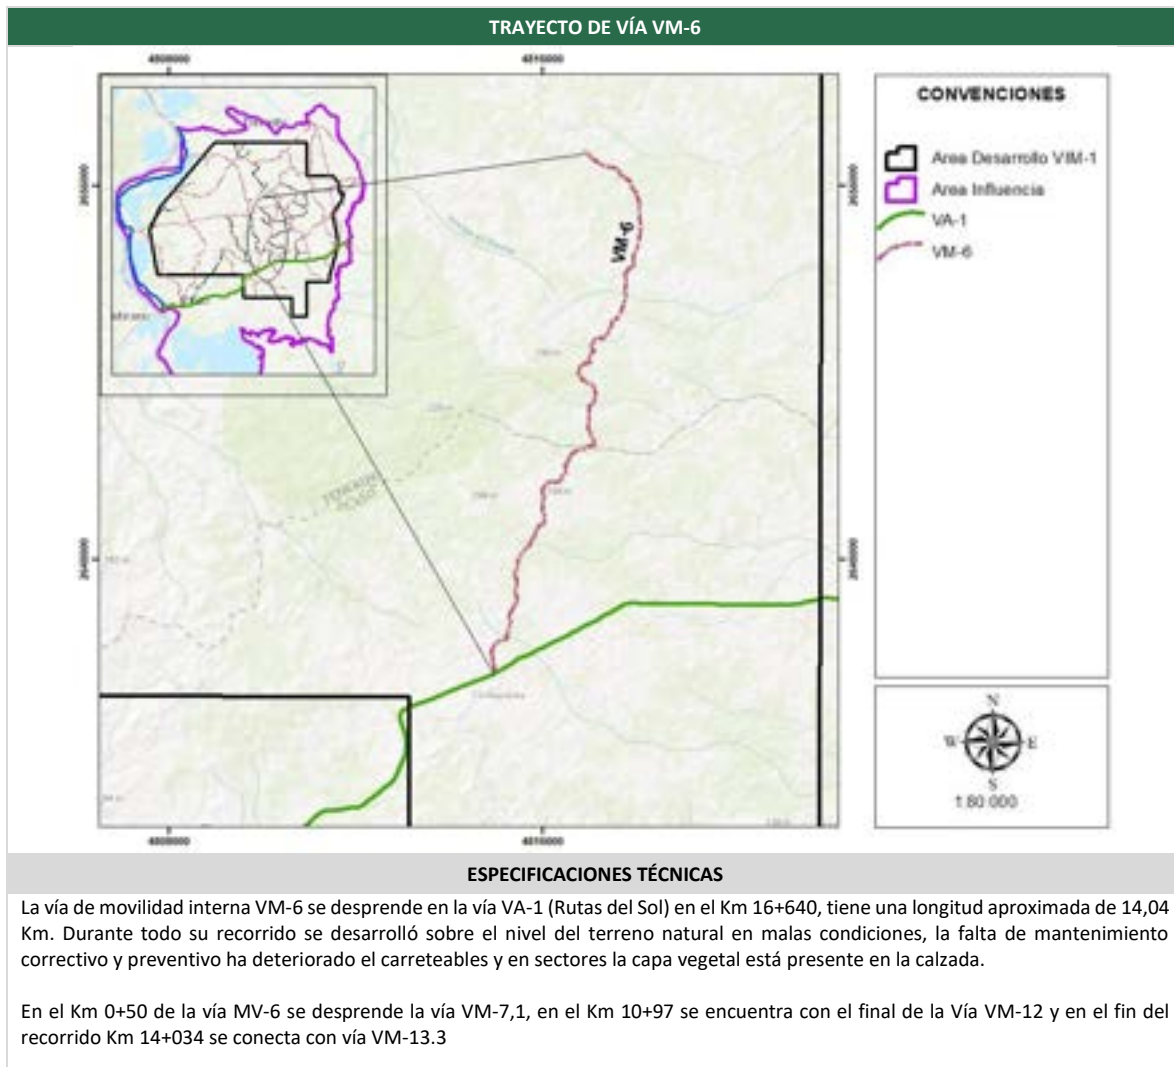 TRAYECTO DE VÍA VM-6
CONVENCIONES
Area Desarrollo VIM-1
Area Influencia
VA-1
VM-6
VM-6
N
W E
S
1:80 000
ESPECIFICACIONES TÉCNICAS
La vía de movilidad interna VM-6 se desprende en la vía VA-1 (Rutas del Sol) en el Km 16+640, tiene una longitud aproximada de 14,04
Km. Durante todo su recorrido se desarrolló sobre el nivel del terreno natural en malas condiciones, la falta de mantenimiento
correctivo y preventivo ha deteriorado el carreteables y en sectores la capa vegetal está presente en la calzada.
En el Km 0+50 de la vía MV-6 se desprende la vía VM-7,1, en el Km 10+97 se encuentra con el final de la Vía VM-12 y en el fin del
recorrido Km 14+034 se conecta con vía VM-13.3